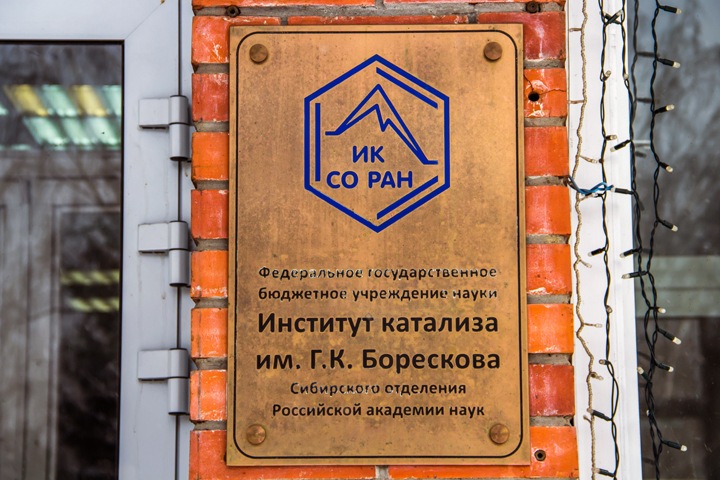 ИК
СО РАН
Федеральное государственное
бюджетное учреждение науки
Институт катализа
им. Г.К. Борескова
Сибирского отделения
Российской академии наук